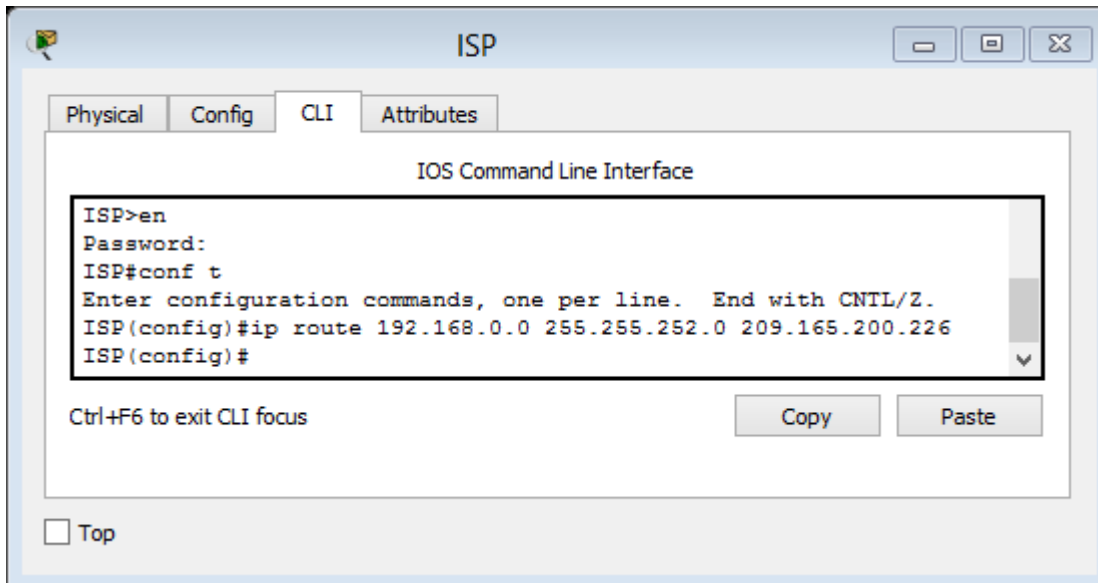 ISP
Physical Config CLI Attributes
IOS Command Line Interface
ISP>en
Password:
ISP#conf t
Enter configuration commands, one per line.  End with CNTL/Z.
ISP(config)#ip route 192.168.0.0 255.255.252.0 209.165.200.226
ISP(config)#
Ctrl+F6 to exit CLI focus
Copy Paste
Top